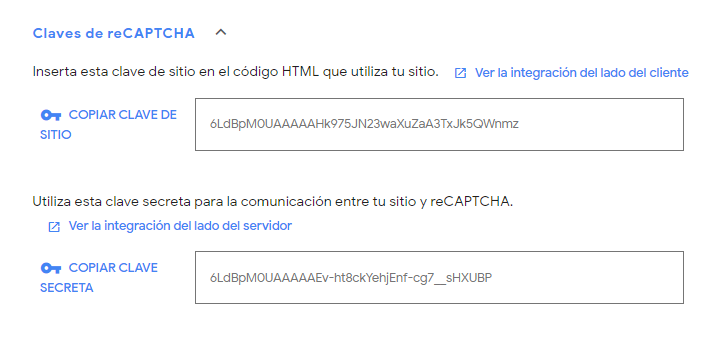 Claves de reCAPTCHA
Inserta esta clave de sitio en el código HTML que utiliza tu sitio. Ver la integración del lado del cliente
COPIAR CLAVE DE
SITIO
6LdBpM0UAAAAAHk975JN23waXuZaA3TxJk5QWnmz
Utiliza esta clave secreta para la comunicación entre tu sitio y reCAPTCHA.
Ver la integración del lado del servidor
COPIAR CLAVE
SECRETA
6LdBpM0UAAAAAEv-ht8ckYehjEnf-cg7__sHXUBP